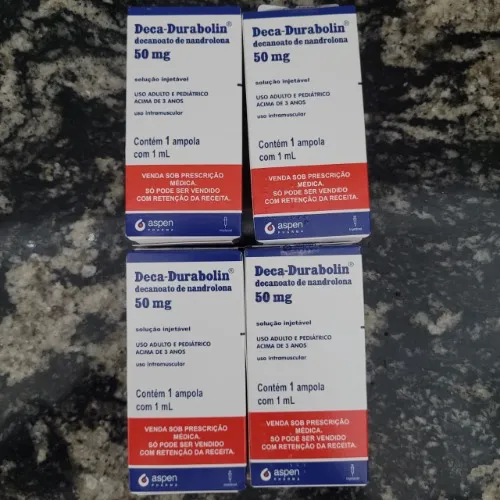 Deca-Durabolin®
decanoato de nandrolona
50 mg
solução injetável
USO ADULTO E PEDIÁTRICO
ACIMA DE 3 ANOS
uso intramuscular
Contém 1 ampola
com 1 mL
VENDA SOB PRESCRIÇÃO
MÉDICA.
SÓ PODE SER VENDIDO
COM RETENÇÃO DA RECEITA.
aspen
PHARMA
Deca-Durabolin®
decanoato de nandrolona
50 mg
solução injetável
USO ADULTO E PEDIÁTRICO
ACIMA DE 3 ANOS
uso intramuscular
Contém 1 ampola
com 1 mL
VENDA SOB PRESCRIÇÃO
MÉDICA.
SÓ PODE SER VENDIDO
COM RETENÇÃO DA RECEITA.
aspen
PHARMA
Deca-Durabolin®
decanoato de nandrolona
50 mg
solução injetável
USO ADULTO E PEDIÁTRICO
ACIMA DE 3 ANOS
uso intramuscular
Contém 1 ampola
com 1 mL
VENDA SOB PRESCRIÇÃO
MÉDICA.
SÓ PODE SER VENDIDO
COM RETENÇÃO DA RECEITA.
aspen
PHARMA
Deca-Durabolin®
decanoato de nandrolona
50 mg
solução injetável
USO ADULTO E PEDIÁTRICO
ACIMA DE 3 ANOS
uso intramuscular
Contém 1 ampola
com 1 mL
VENDA SOB PRESCRIÇÃO
MÉDICA.
SÓ PODE SER VENDIDO
COM RETENÇÃO DA RECEITA.
aspen
PHARMA